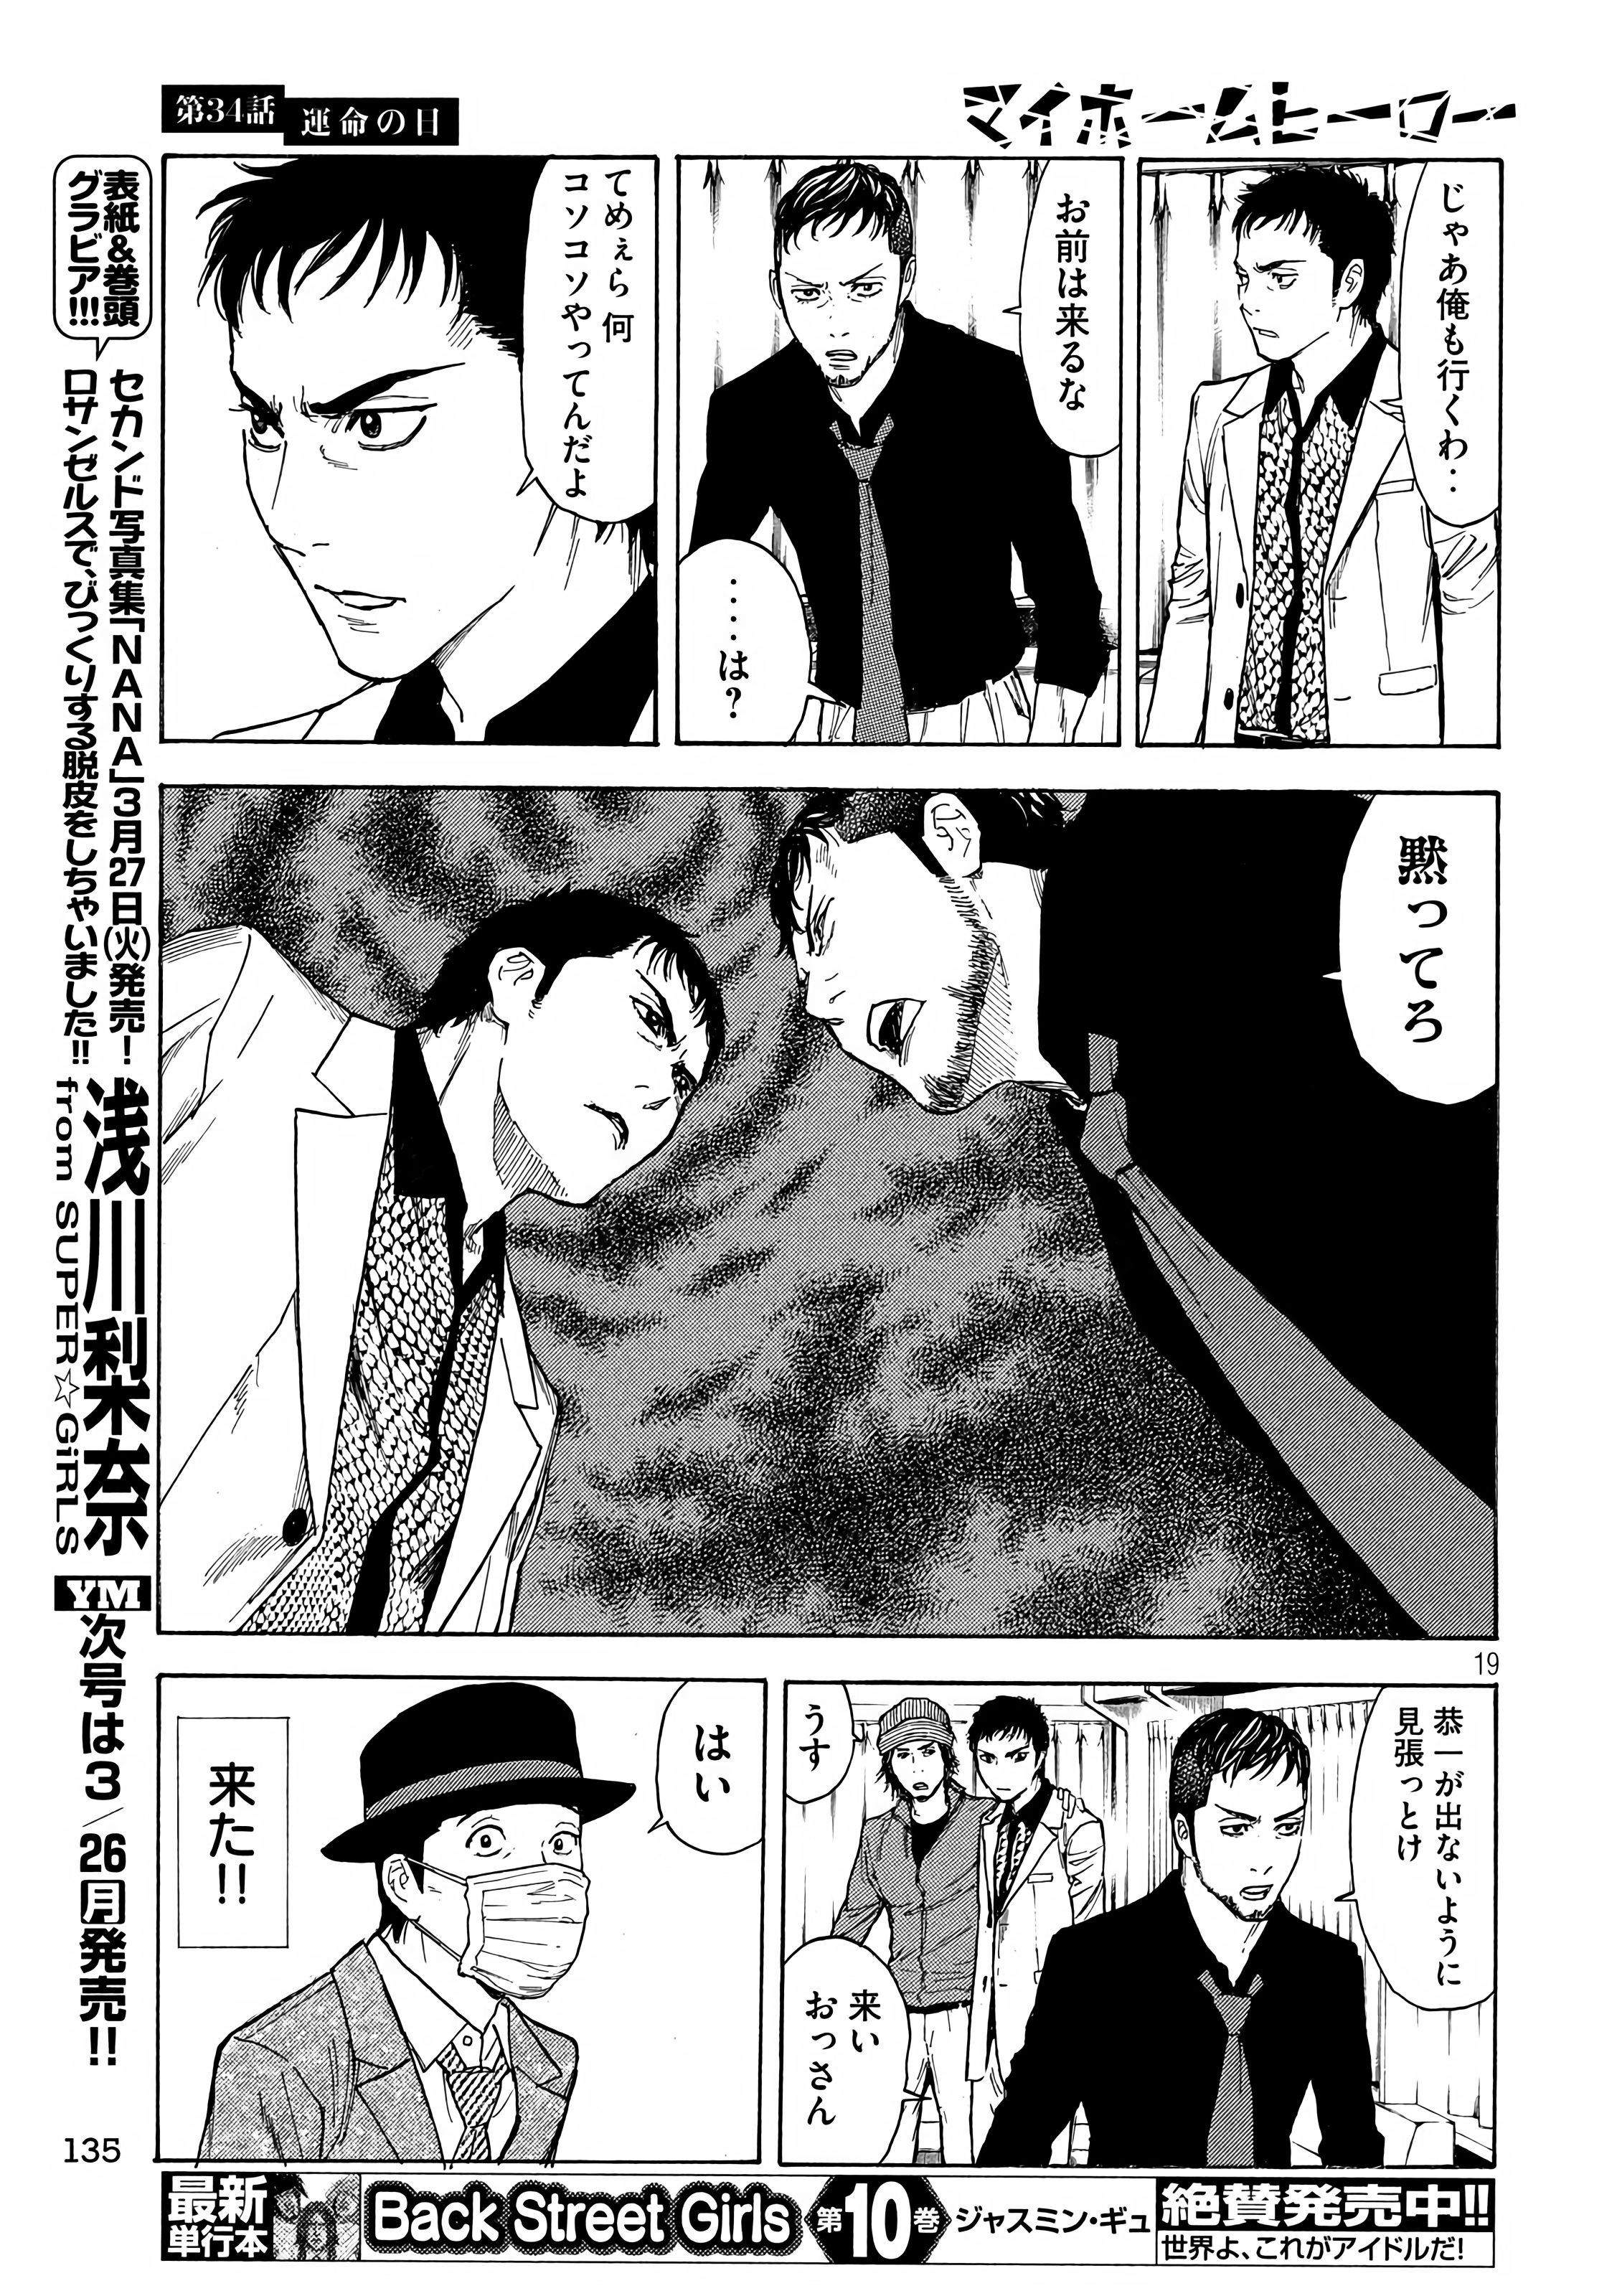 第34話
運命の日
マイホームヒーロー
じゃあ俺も行くわ‥
お前は来るな
‥‥‥は?
てめぇら何
コソコソやってんだよ
黙ってろ
19
恭一が出ないように
見張っとけ
うす
来い
おっさん
はい
来た!!
表紙&巻頭
グラビア!!!
セカンド写真集「NANA」3月27日(火)発売!
ロサンゼルスで、びっくりする脱皮をしちゃいました!!
浅川梨奈
from SUPER☆GiRLS
YM
次号は3/26月発売!!
135
最新
単行本
Back Street Girls
第10巻
ジャスミン・ギュ
絶賛発売中!!
世界よ、これがアイドルだ!